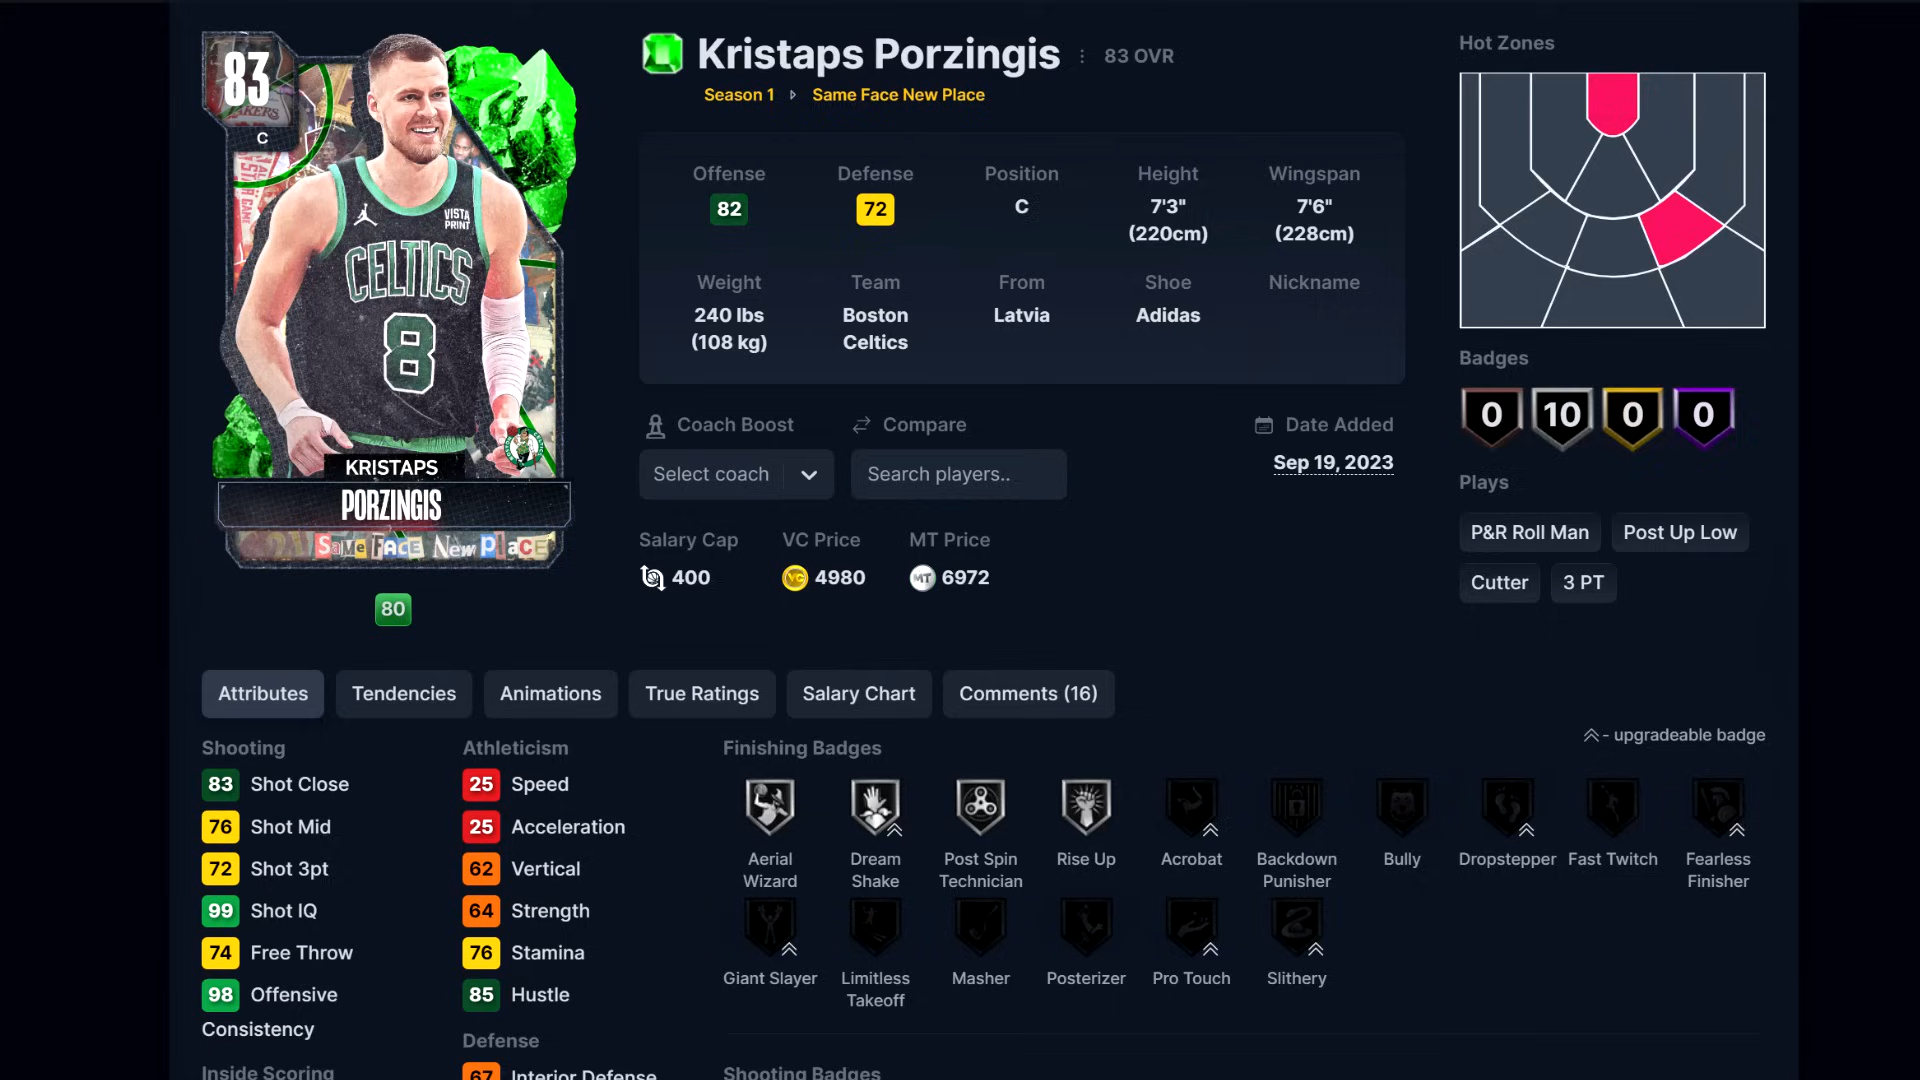 83
C
VISTA
PRINT
CELTICS
8
KRISTAPS
PORZINGIS
SaMe FACE New PlaCE
80
Kristaps Porzingis
83 OVR
Season 1
Same Face New Place
Offense
Defense
Position
Height
Wingspan
82
72
C
7'3"
(220cm)
7'6"
(228cm)
Weight
Team
From
Shoe
Nickname
240 lbs
(108 kg)
Boston
Celtics
Latvia
Adidas
Coach Boost
Compare
Date Added
Select coach
Search players..
Sep 19, 2023
Salary Cap
VC Price
MT Price
400
VC
4980
MT
6972
Hot Zones
Badges
0
10
0
0
Plays
P&R Roll Man
Post Up Low
Cutter
3 PT
Attributes
Tendencies
Animations
True Ratings
Salary Chart
Comments (16)
- upgradeable badge
Shooting
83 Shot Close
76 Shot Mid
72 Shot 3pt
99 Shot IQ
74 Free Throw
98 Offensive
Consistency
Inside Scoring
Athleticism
25 Speed
25 Acceleration
62 Vertical
64 Strength
76 Stamina
85 Hustle
Defense
67 Interior Defense
Finishing Badges
Aerial
Wizard
Dream
Shake
Post Spin
Technician
Rise Up
Acrobat
Backdown
Punisher
Bully
Dropstepper
Fast Twitch
Fearless
Finisher
Giant Slayer
Limitless
Takeoff
Masher
Posterizer
Pro Touch
Slithery
Shooting Badges